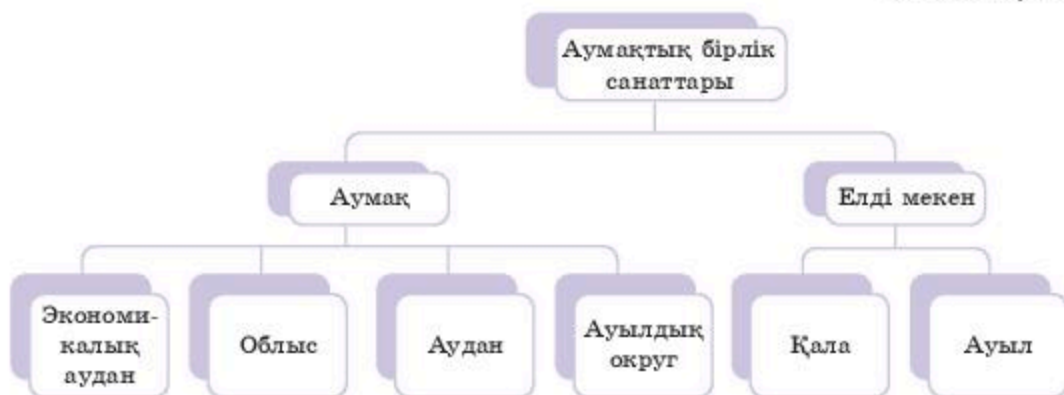 Аумақтық бірлік
санаттары
Аумақ
Елді мекен
Экономи-
калық
аудан
Облыс
Аудан
Ауылдық
округ
Қала
Ауыл